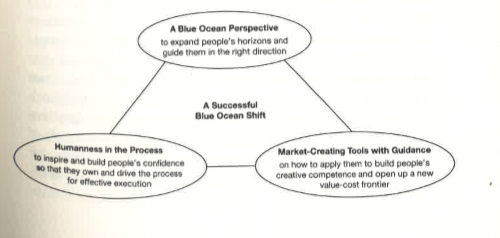 A Blue Ocean Perspective
to expand people's horizons and
guide them in the right direction
A Successful
Blue Ocean Shift
Humanness in the Process
to inspire and build people's confidence
so that they own and drive the process
for effective execution
Market-Creating Tools with Guidance
on how to apply them to build people's
creative competence and open up a new
value-cost frontier